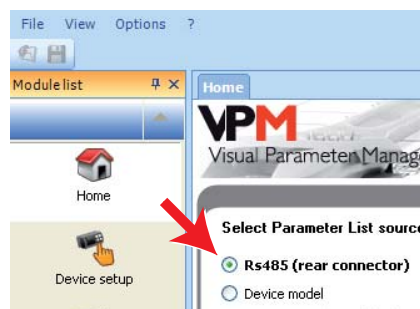 File View Options ?
Module list
Home
VPM
Visual Parameter Manag
Home
Select Parameter List sourc
Rs485 (rear connector)
Device setup
Device model